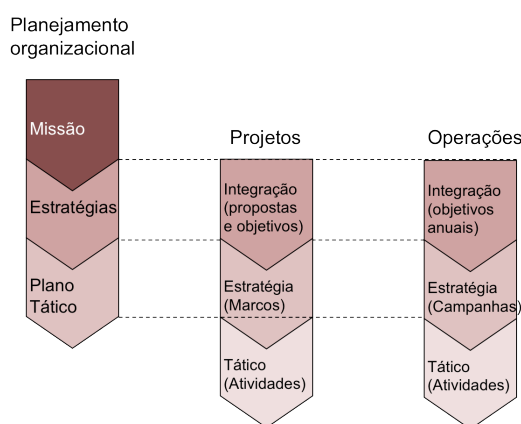 Planejamento
organizacional
Missão
Estratégias
Plano
Tático
Projetos
Integração
(propostas
e objetivos)
Estratégia
(Marcos)
Tático
(Atividades)
Operações
Integração
(objetivos
anuais)
Estratégia
(Campanhas)
Tático
(Atividades)